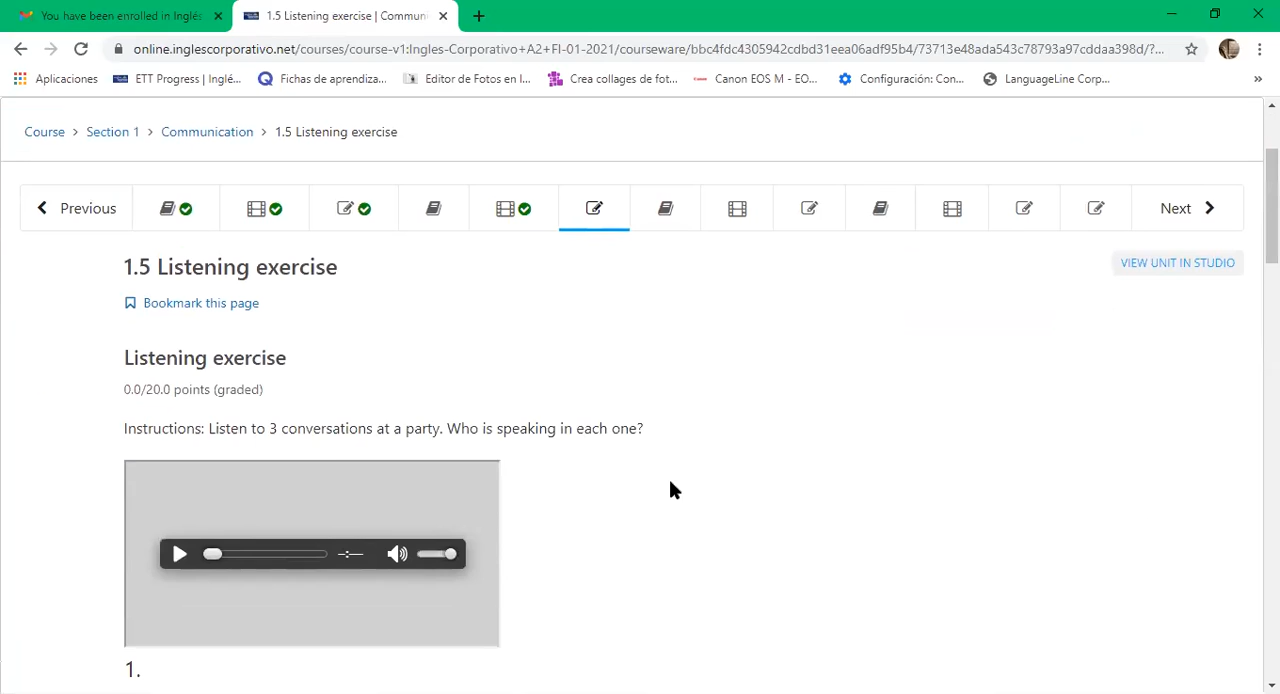 You have been enrolled in Inglés
1.5 Listening exercise | Commun
online.inglescorporativo.net/courses/course-v1:Ingles-Corporativo+A2+FI-01-2021/courseware/bbc4fdc4305942cdbd31eea06adf95b4/73713e48ada543c78793a97cddaa398d/?...
Aplicaciones
ETT Progress | Inglé...
Fichas de aprendiza...
Editor de Fotos en l...
Crea collages de fot...
Canon EOS M - EO...
Configuración: Con...
LanguageLine Corp...
»
Course > Section 1 > Communication > 1.5 Listening exercise
Previous
Next
1.5 Listening exercise
VIEW UNIT IN STUDIO
Bookmark this page
Listening exercise
0.0/20.0 points (graded)
Instructions: Listen to 3 conversations at a party. Who is speaking in each one?
-:--
1.